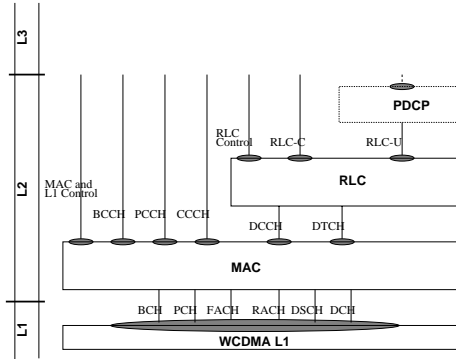 L3
PDCP
RLC
Control
RLC-C
RLC-U
L2
MAC and
L1 Control
RLC
BCCH
PCCH
CCCH
DCCH
DTCH
MAC
BCH
PCH
FACH
RACH
DSCH
DCH
L1
WCDMA L1